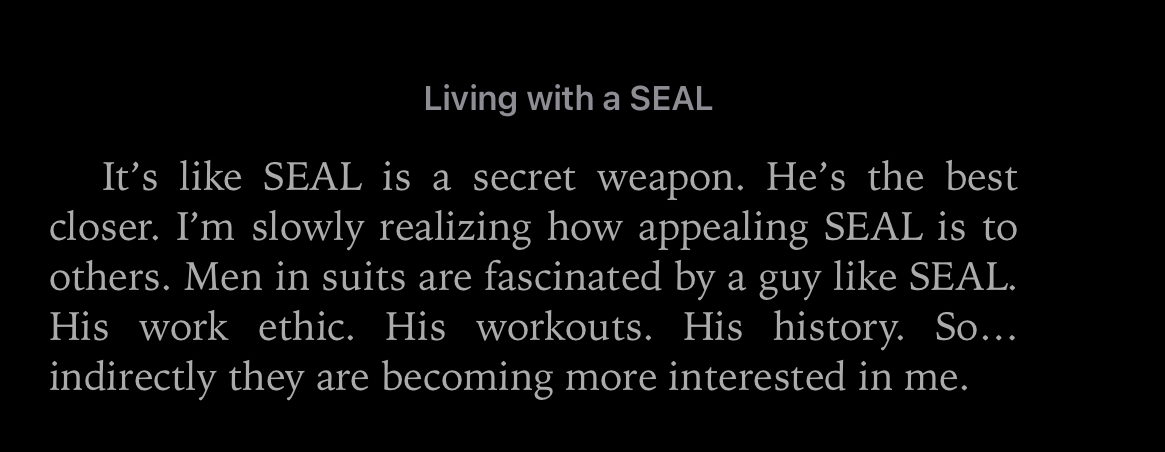 Living with a SEAL
It’s like SEAL is a secret weapon. He’s the best
closer. I’m slowly realizing how appealing SEAL is to
others. Men in suits are fascinated by a guy like SEAL.
His work ethic. His workouts. His history. So…
indirectly they are becoming more interested in me.